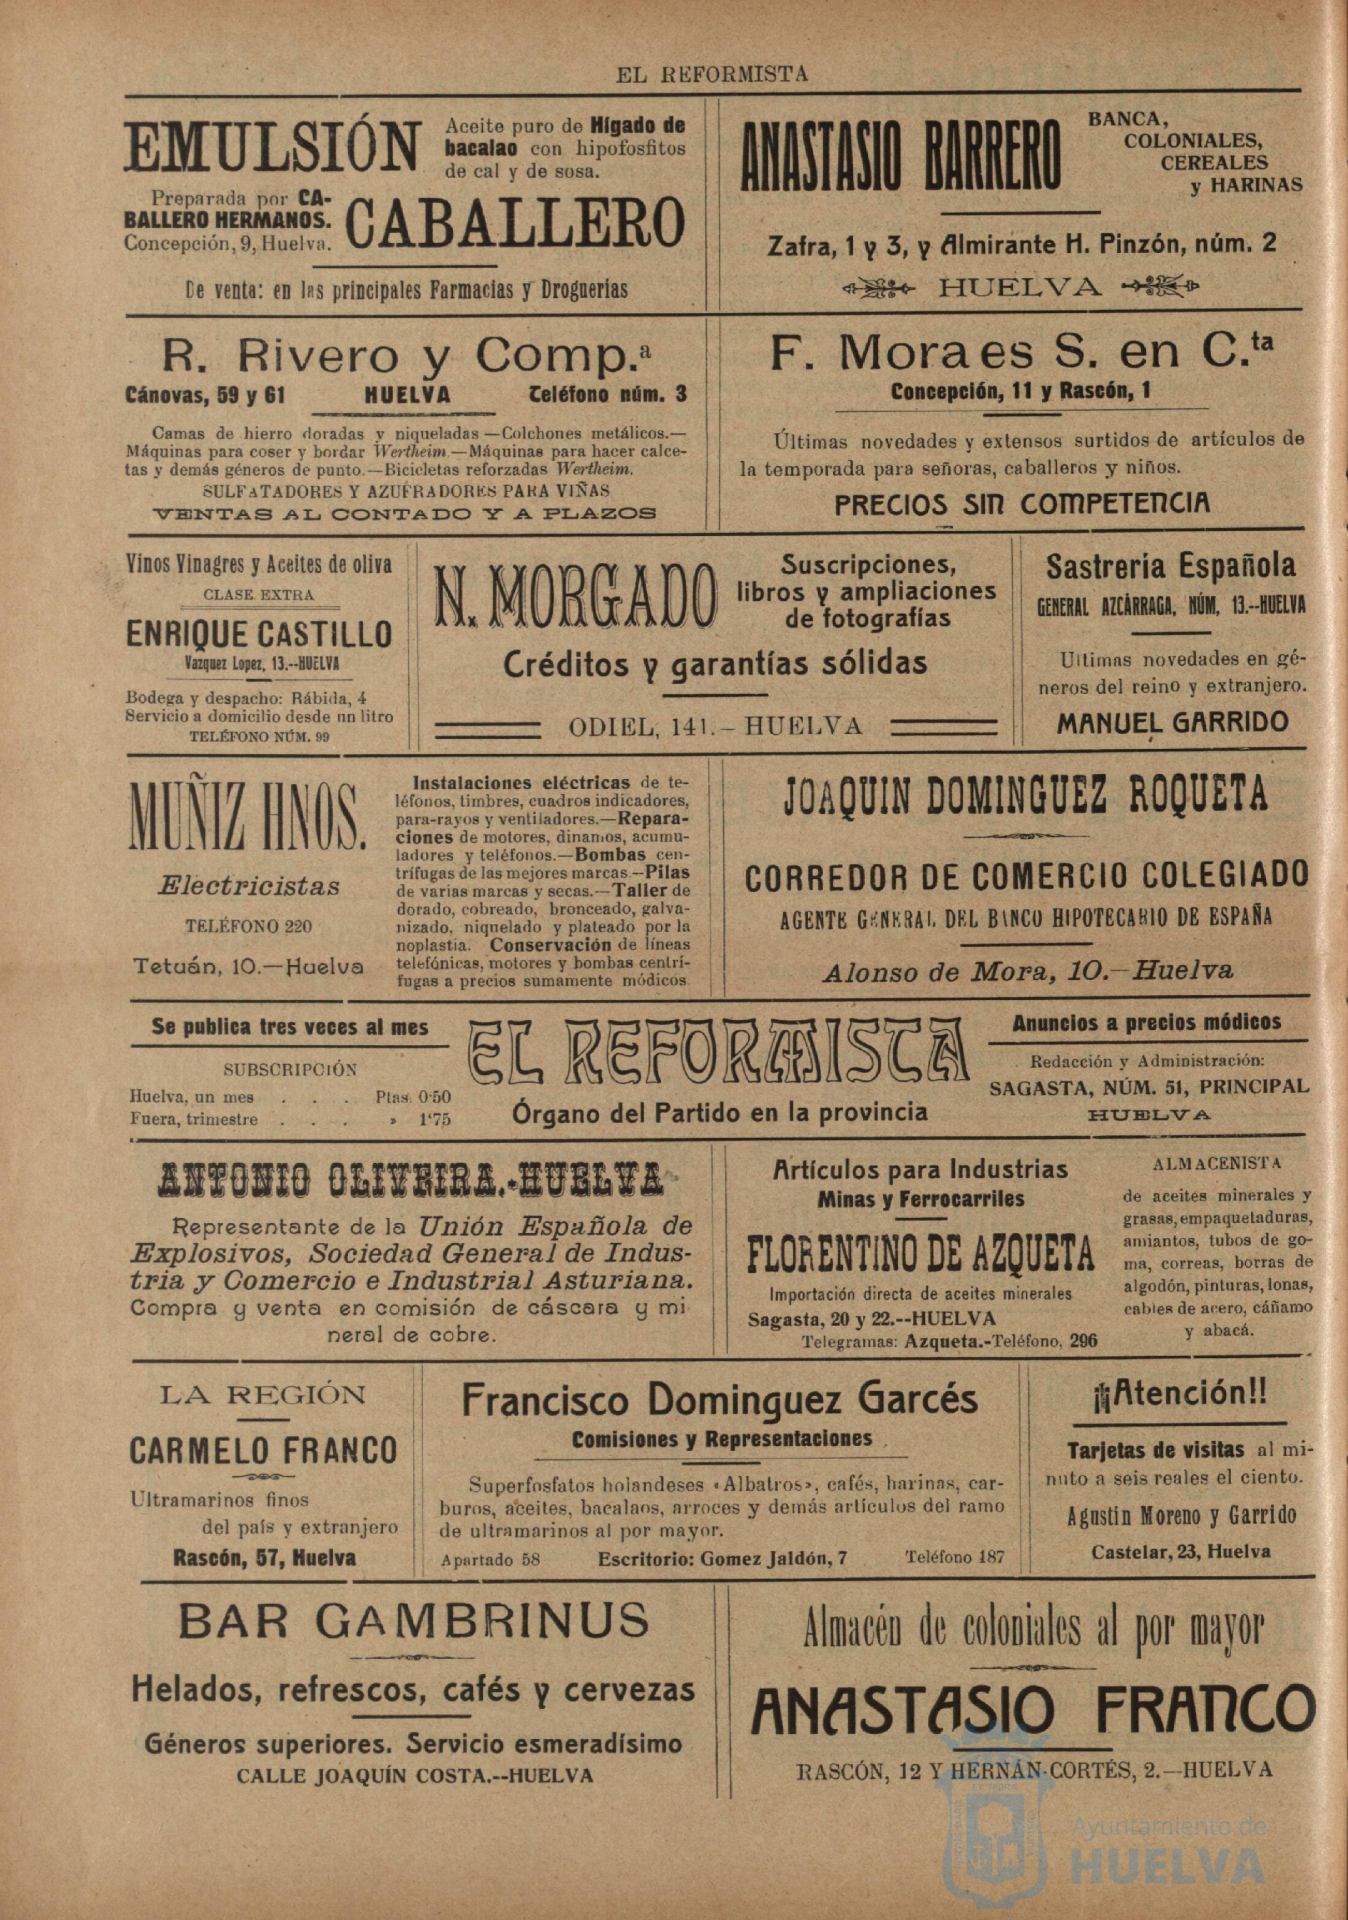 EL REFORMISTA
EMULSIÓN
Aceite puro de Hígado de
bacalao con hipofosfitos
de cal y de sosa.
Preparada por CA-
BALLERO HERMANOS.
Concepción, 9, Huelva.
CABALLERO
De venta: en las principales Farmacias y Droguerias
ANASTASIO BARRERO
BANCA,
COLONIALES,
CEREALES
y HARINAS
Zafra, 1 y 3, y Almirante H. Pinzón, núm. 2
HUELVA
R. Rivero y Comp.ª
Cánovas, 59 y 61 HUELVA Teléfono núm. 3
Camas de hierro doradas y niqueladas—Colchones metálicos.—
Máquinas para coser y bordar Wertheim.—Máquinas para hacer calce-
tas y demás géneros de punto.—Bicicletas reforzadas Wertheim.
SULFATADORES Y AZUFRADORES PARA VIÑAS
VENTAS AL CONTADO Y A PLAZOS
F. Moraes S. en C.ta
Concepción, 11 y Rascón, 1
Últimas novedades y extensos surtidos de artículos de
la temporada para señoras, caballeros y niños.
PRECIOS SIN COMPETENCIA
Vinos Vinagres y Aceites de oliva
CLASE EXTRA
ENRIQUE CASTILLO
Vazquez Lopez, 13.--HUELVA
Bodega y despacho: Rábida, 4
Servicio a domicilio desde un litro
TELÉFONO NÚM. 99
N. MORGADO
Suscripciones,
libros y ampliaciones
de fotografías
Créditos y garantías sólidas
ODIEL, 141.—HUELVA
Sastrería Española
GENERAL AZCÁRRAGA, NÚM, 13.--HUELVA
Ultimas novedades en gé-
neros del reino y extranjero.
MANUEL GARRIDO
MUÑIZ HNOS.
Electricistas
TELÉFONO 220
Tetuán, 10.—Huelva
Instalaciones eléctricas de te-
léfonos, timbres, cuadros indicadores,
para-rayos y ventiladores.—Repara-
ciones de motores, dinamos, acumu-
ladores y teléfonos.—Bombas cen-
trífugas de las mejores marcas.—Pilas
de varias marcas y secas.—Taller de
dorado, cobreado, bronceado, galva-
nizado, niquelado y plateado por la
noplastia. Conservación de líneas
telefónicas, motores y bombas centrí-
fugas a precios sumamente módicos
JOAQUIN DOMINGUEZ ROQUETA
CORREDOR DE COMERCIO COLEGIADO
AGENTE GENERAL DEL BANCO HIPOTECARIO DE ESPAÑA
Alonso de Mora, 10.—Huelva
Se publica tres veces al mes
SUBSCRIPCIÓN
Huelva, un mes . . . Ptas. 0·50
Fuera, trimestre . . . » 1'75
EL REFORMISTA
Órgano del Partido en la provincia
Anuncios a precios módicos
Redacción y Administración:
SAGASTA, NÚM. 51, PRINCIPAL
HUELVA
ANTONIO OLIVEIRA.-HUELVA
Representante de la Unión Española de
Explosivos, Sociedad General de Indus-
tria y Comercio e Industrial Asturiana.
Compra y venta en comisión de cáscara y mi
neral de cobre.
Artículos para Industrias
Minas y Ferrocarriles
FLORENTINO DE AZQUETA
Importación directa de aceites minerales
Sagasta, 20 y 22.--HUELVA
Telegramas: Azqueta.-Teléfono, 296
ALMACENISTA
de aceites minerales y
grasas, empaquetaduras,
amiantos, tubos de go-
ma, correas, borras de
algodón, pinturas, lonas,
cables de acero, cáñamo
y abacá.
LA REGIÓN
CARMELO FRANCO
Ultramarinos finos
del país y extranjero
Rascón, 57, Huelva
Francisco Dominguez Garcés
Comisiones y Representaciones
Superfosfatos holandeses «Albatros», cafés, harinas, car-
buros, aceites, bacalaos, arroces y demás artículos del ramo
de ultramarinos al por mayor.
Apartado 58 Escritorio: Gomez Jaldón, 7 Teléfono 187
¡¡Atención!!
Tarjetas de visitas al mi-
nuto a seis reales el ciento.
Agustin Moreno y Garrido
Castelar, 23, Huelva
BAR GAMBRINUS
Helados, refrescos, cafés y cervezas
Géneros superiores. Servicio esmeradísimo
CALLE JOAQUÍN COSTA.--HUELVA
Almacén de coloniales al por mayor
ANASTASIO FRANCO
RASCÓN, 12 Y HERNÁN-CORTÉS, 2.—HUELVA
Ayuntamiento de
HUELVA